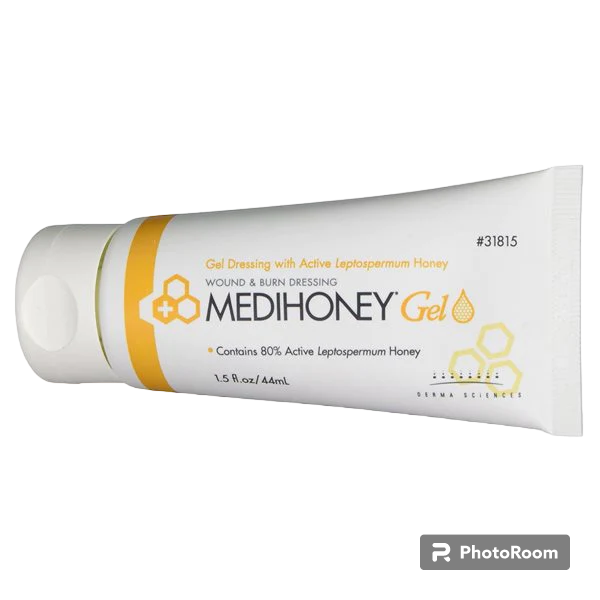 #31815
Gel Dressing with Active Leptospermum Honey
WOUND & BURN DRESSING
MEDIHONEY® Gel
• Contains 80% Active Leptospermum Honey
1.5 fl.oz/44mL
DERMA SCIENCES
PhotoRoom